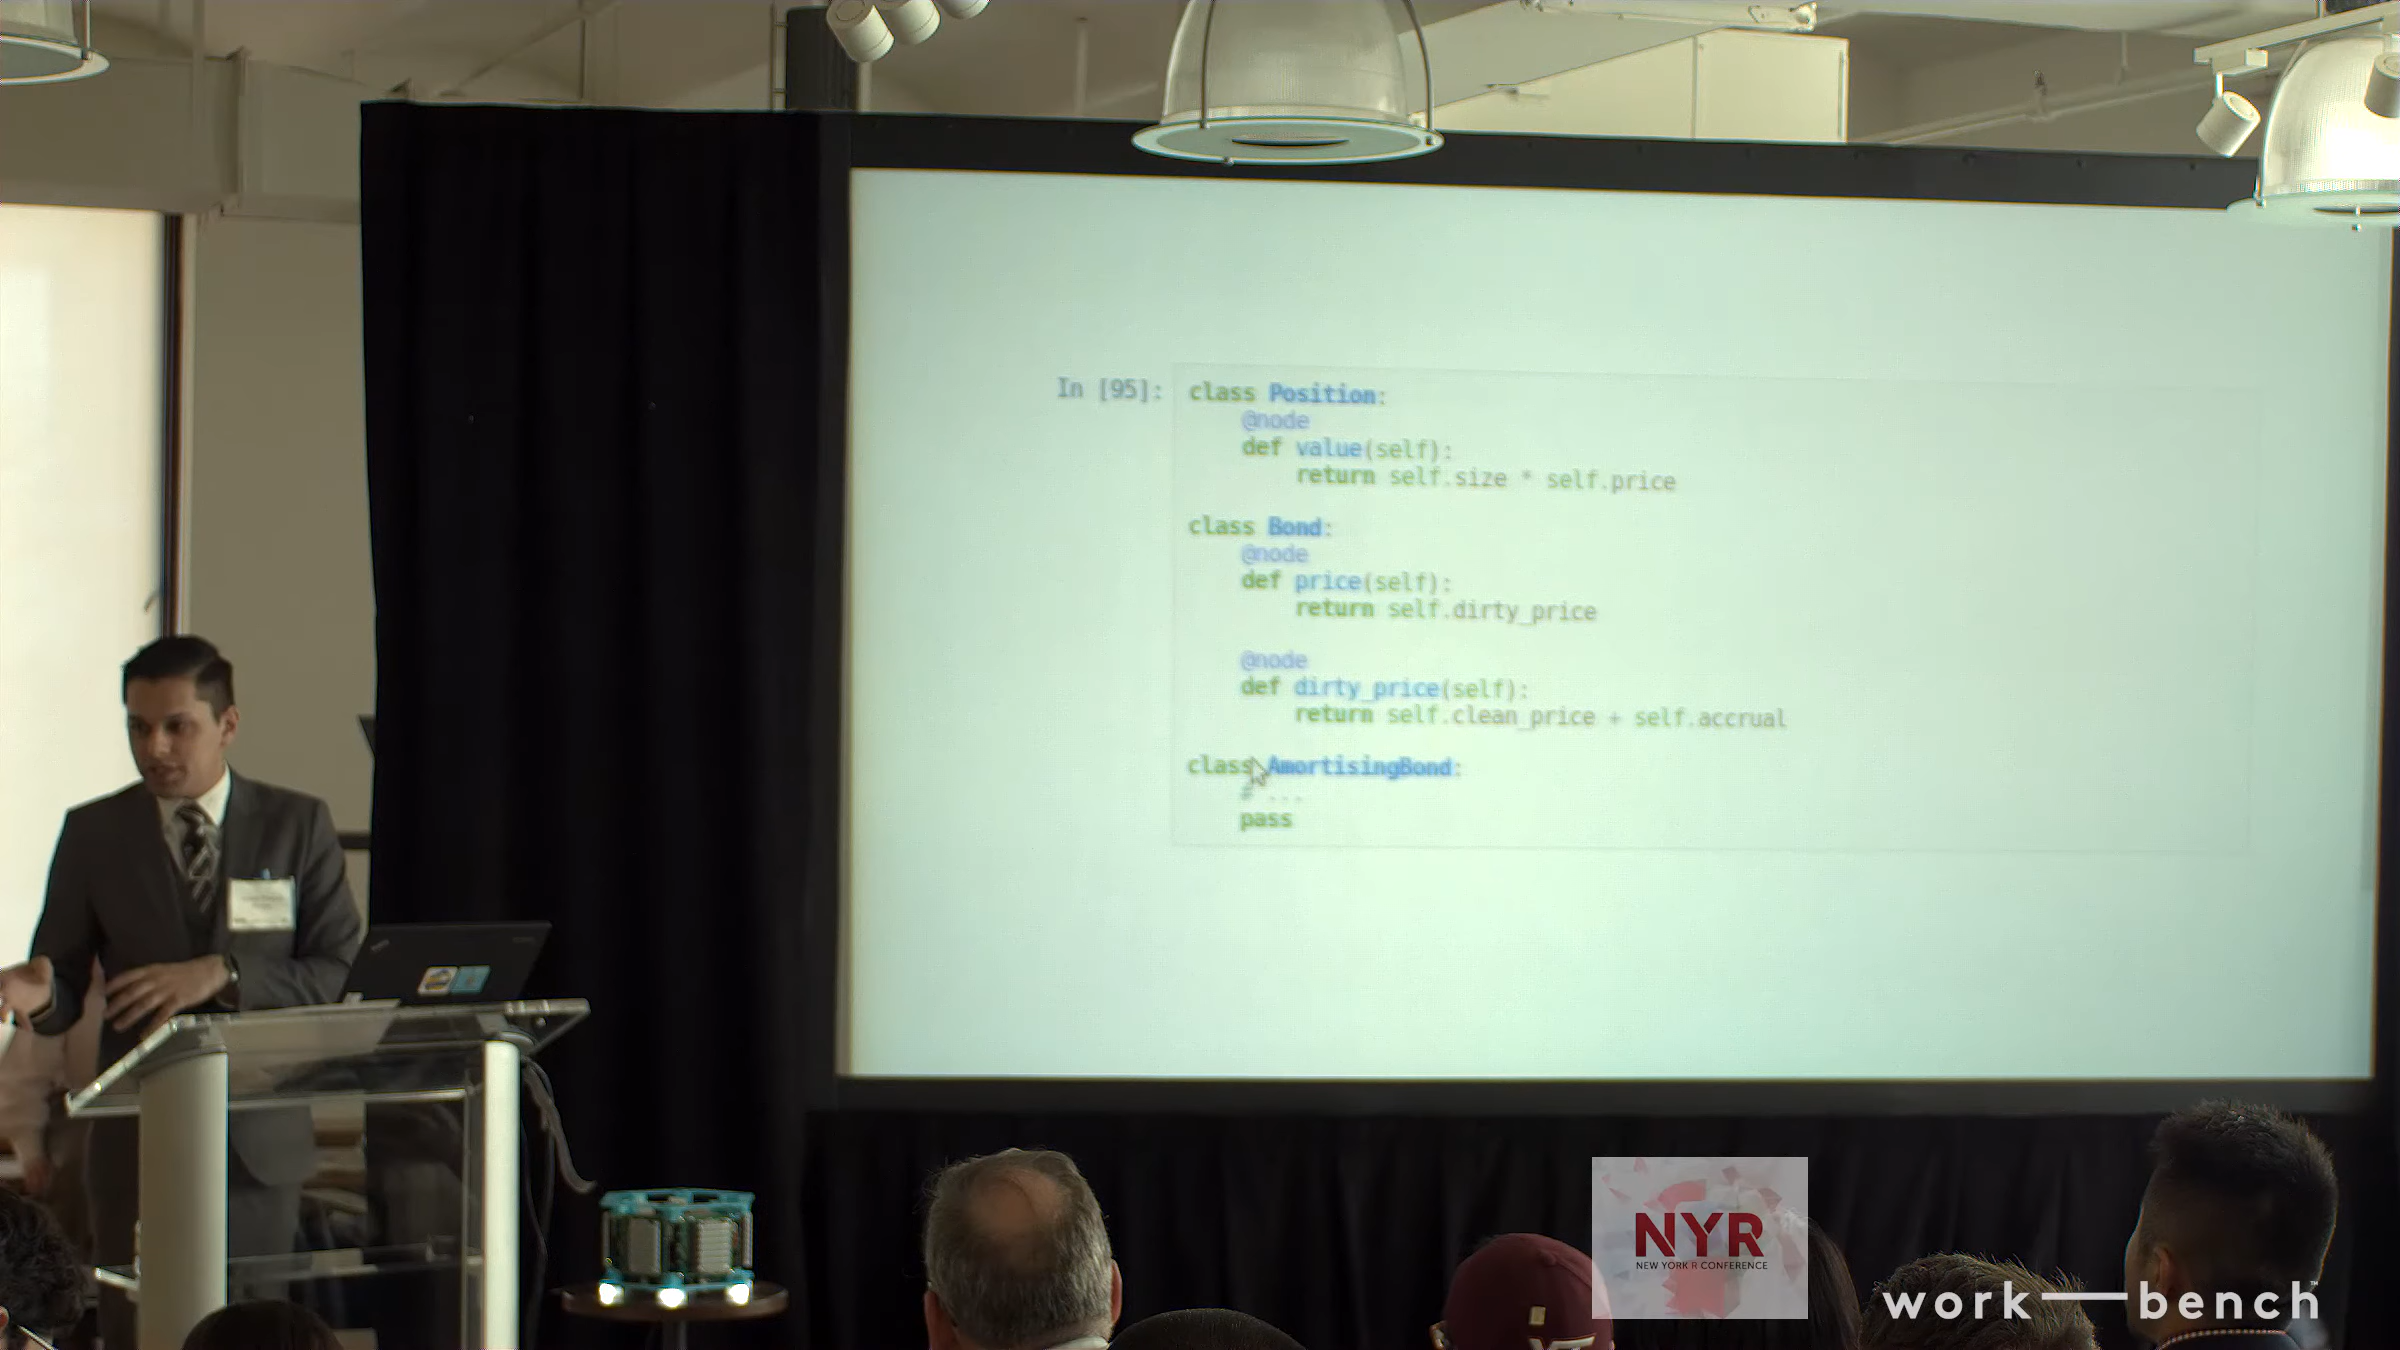 In [95]:
class Position:
@node
def value(self):
return self.size * self.price
class Bond:
@node
def price(self):
return self.dirty_price
@node
def dirty_price(self):
return self.clean_price + self.accrual
class AmortisingBond:
# ...
pass
NYR
NEW YORK R CONFERENCE
work—bench